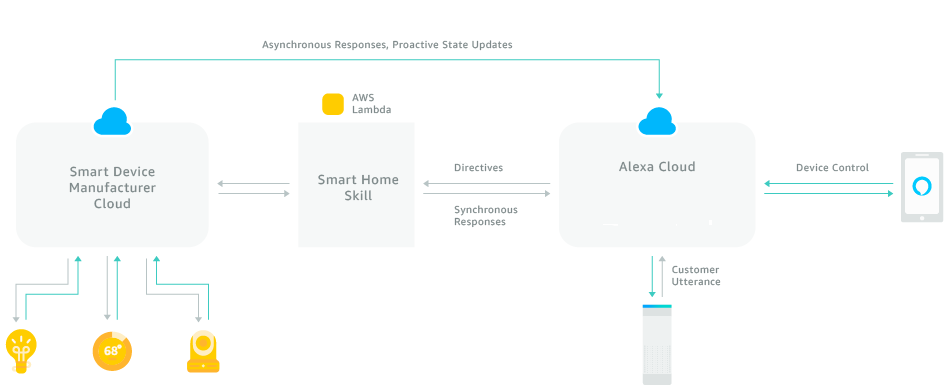 Asynchronous Responses, Proactive State Updates
AWS
Lambda
Smart Device
Manufacturer
Cloud
Smart Home
Skill
Directives
Synchronous
Responses
Alexa Cloud
Device Control
Customer
Utterance
68°